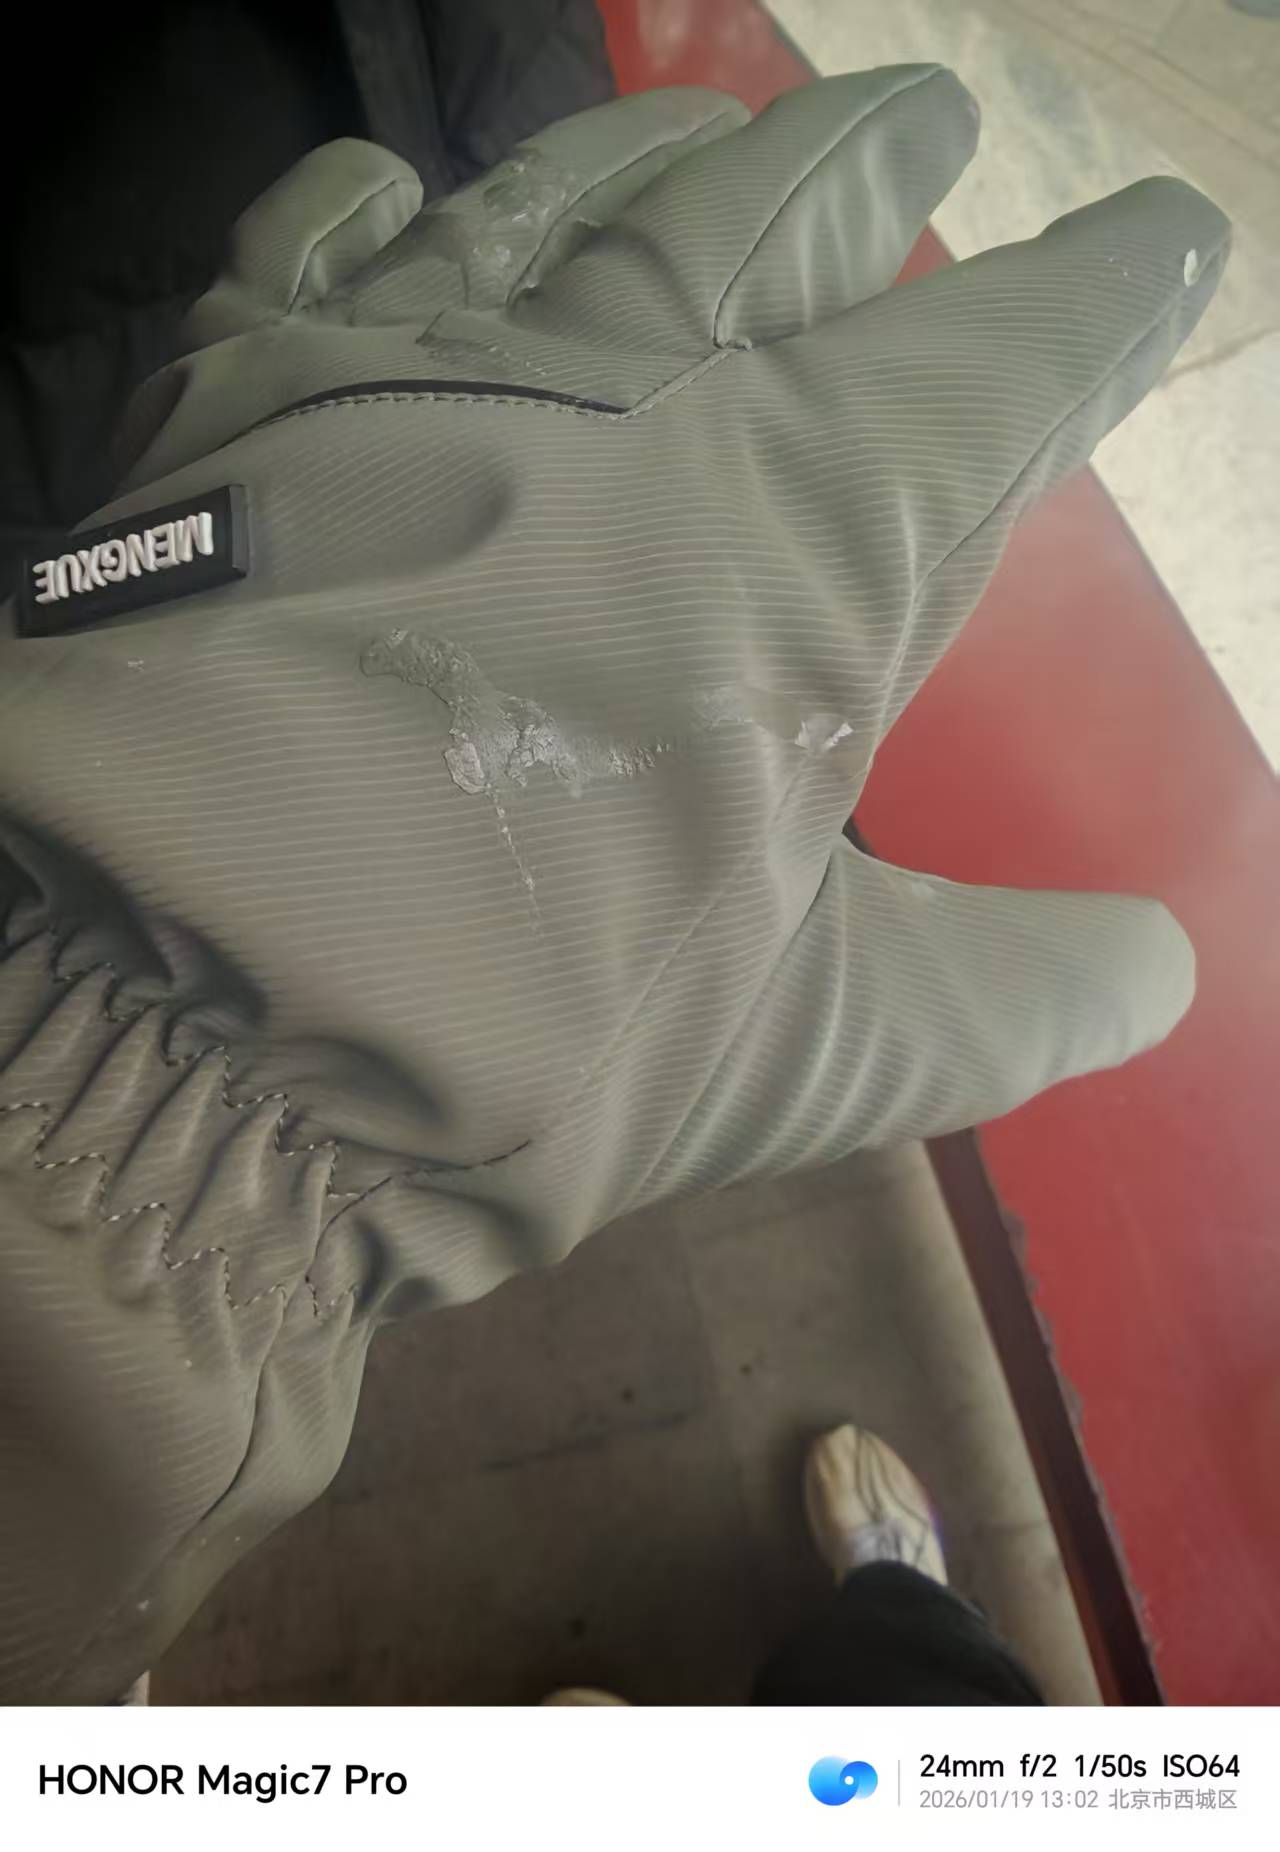 MENGXUE
HONOR Magic7 Pro
24mm f/2 1/50s ISO64
2026/01/19 13:02 北京市西城区